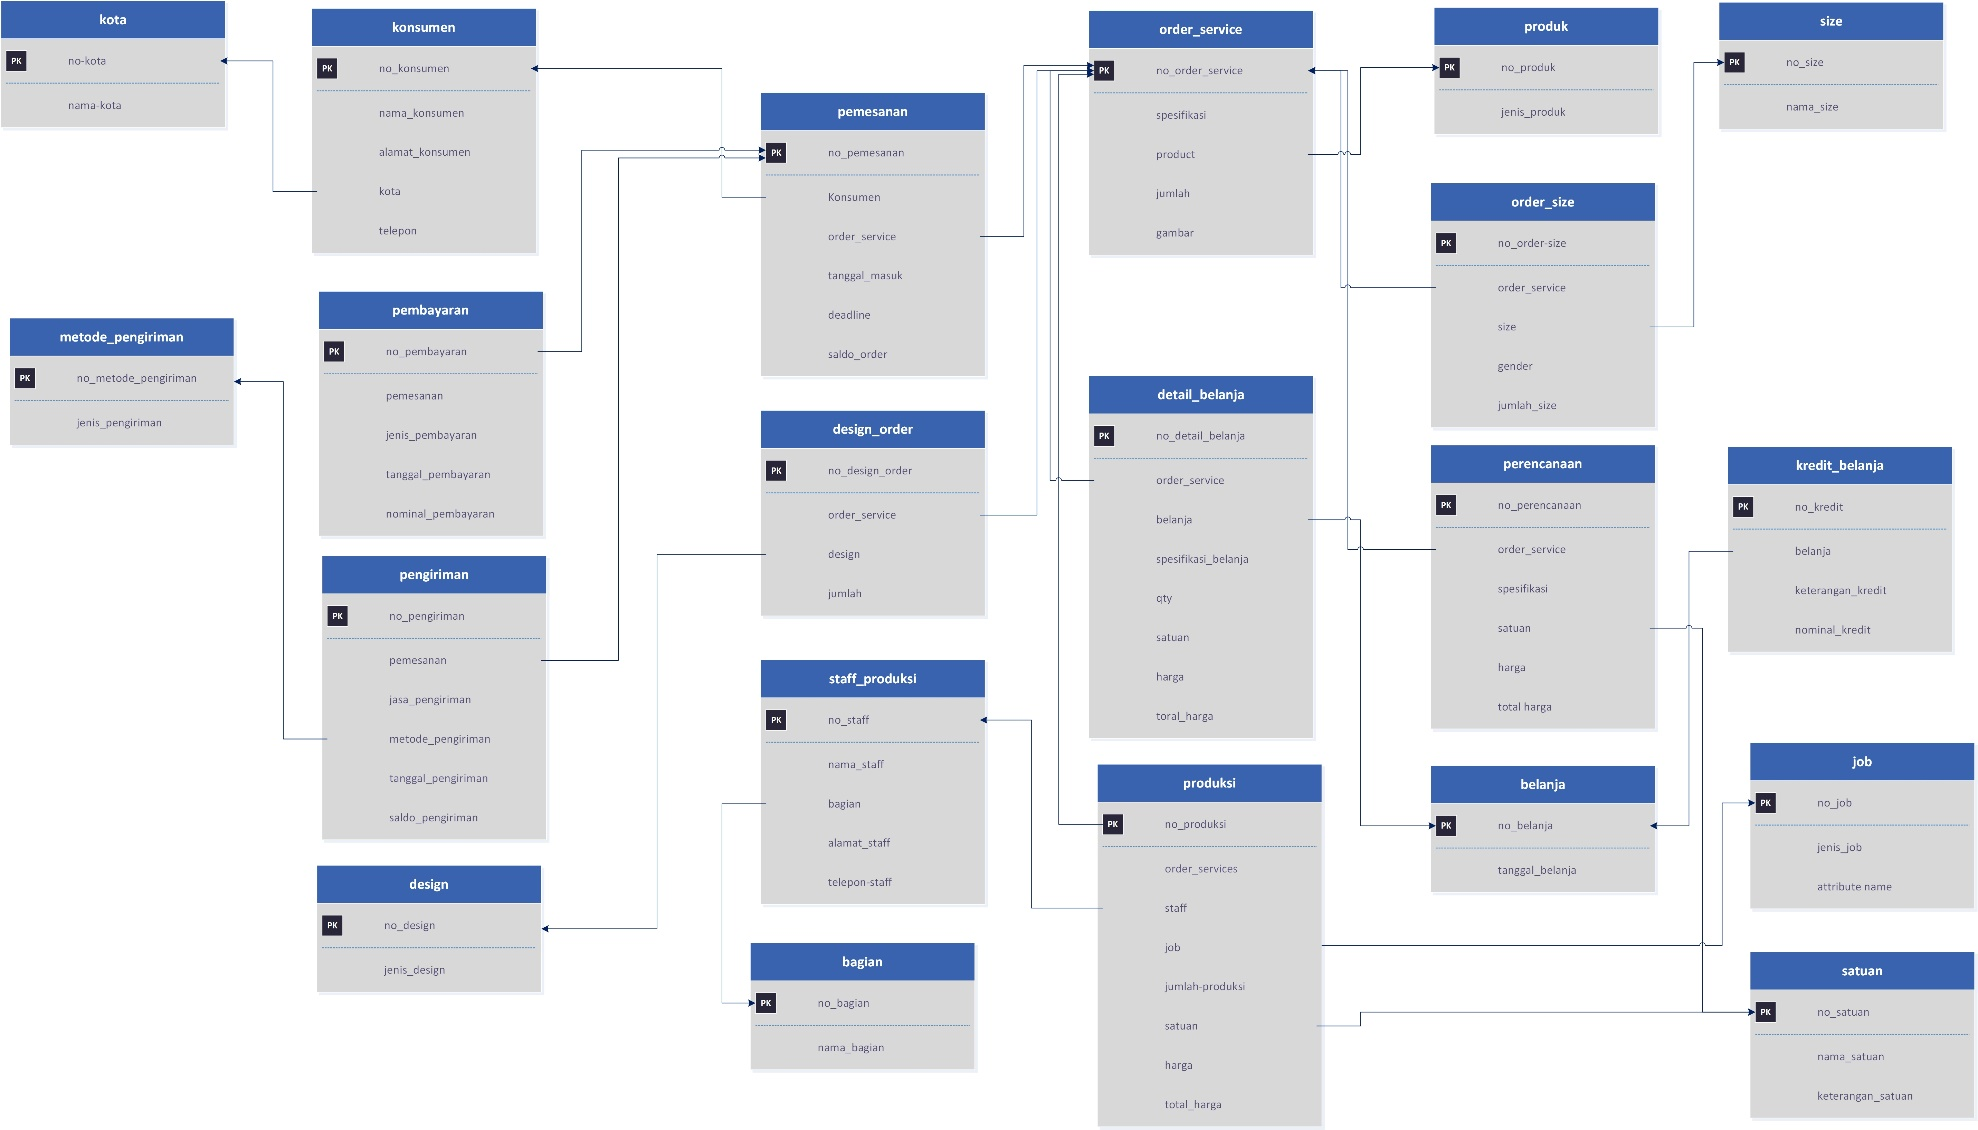 kota
PK no-kota
nama-kota
konsumen
PK no_konsumen
nama_konsumen
alamat_konsumen
kota
telepon
pemesanan
PK no_pemesanan
Konsumen
order_service
tanggal_masuk
deadline
saldo_order
order_service
PK no_order_service
spesifikasi
product
jumlah
gambar
produk
PK no_produk
jenis_produk
size
PK no_size
nama_size
order_size
PK no_order-size
order_service
size
gender
jumlah_size
metode_pengiriman
PK no_metode_pengiriman
jenis_pengiriman
pembayaran
PK no_pembayaran
pemesanan
jenis_pembayaran
tanggal_pembayaran
nominal_pembayaran
design_order
PK no_design_order
order_service
design
jumlah
detail_belanja
PK no_detail_belanja
order_service
belanja
spesifikasi_belanja
qty
satuan
harga
toral_harga
perencanaan
PK no_perencanaan
order_service
spesifikasi
satuan
harga
total harga
kredit_belanja
PK no_kredit
belanja
keterangan_kredit
nominal_kredit
pengiriman
PK no_pengiriman
pemesanan
jasa_pengiriman
metode_pengiriman
tanggal_pengiriman
saldo_pengiriman
staff_produksi
PK no_staff
nama_staff
bagian
alamat_staff
telepon-staff
produksi
PK no_produksi
order_services
staff
job
jumlah-produksi
satuan
harga
total_harga
belanja
PK no_belanja
tanggal_belanja
job
PK no_job
jenis_job
attribute name
design
PK no_design
jenis_design
bagian
PK no_bagian
nama_bagian
satuan
PK no_satuan
nama_satuan
keterangan_satuan